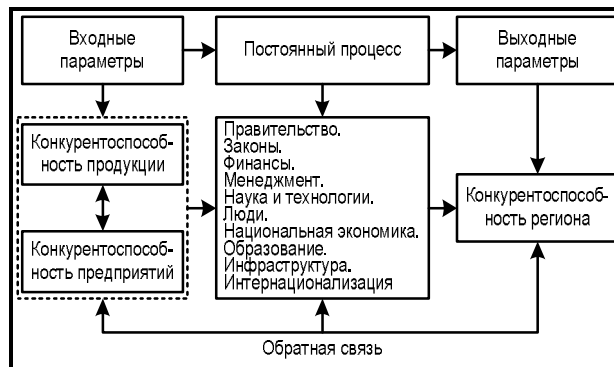 Входные
параметры
Постоянный процесс
Выходные
параметры
Конкурентоспособ-
ность продукции
Конкурентоспособ-
ность предприятий
Правительство.
Законы.
Финансы.
Менеджмент.
Наука и технологии.
Люди.
Национальная экономика.
Образование.
Инфраструктура.
Интернационализация
Конкурентоспособ-
ность региона
Обратная связь